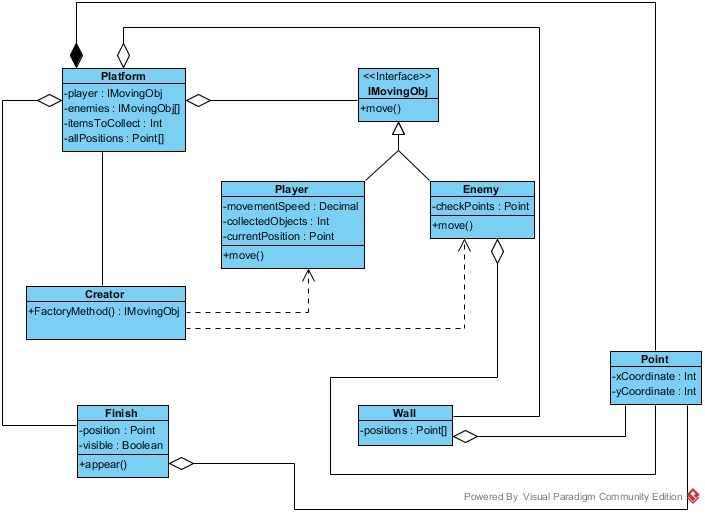 Platform
-player : IMovingObj
-enemies : IMovingObj[]
-itemsToCollect : Int
-allPositions : Point[]
<<Interface>>
IMovingObj
+move()
Player
-movementSpeed : Decimal
-collectedObjects : Int
-currentPosition : Point
+move()
Enemy
-checkPoints : Point
+move()
Creator
+FactoryMethod() : IMovingObj
Point
-xCoordinate : Int
-yCoordinate : Int
Finish
-position : Point
-visible : Boolean
+appear()
Wall
-positions : Point[]
Powered By Visual Paradigm Community Edition